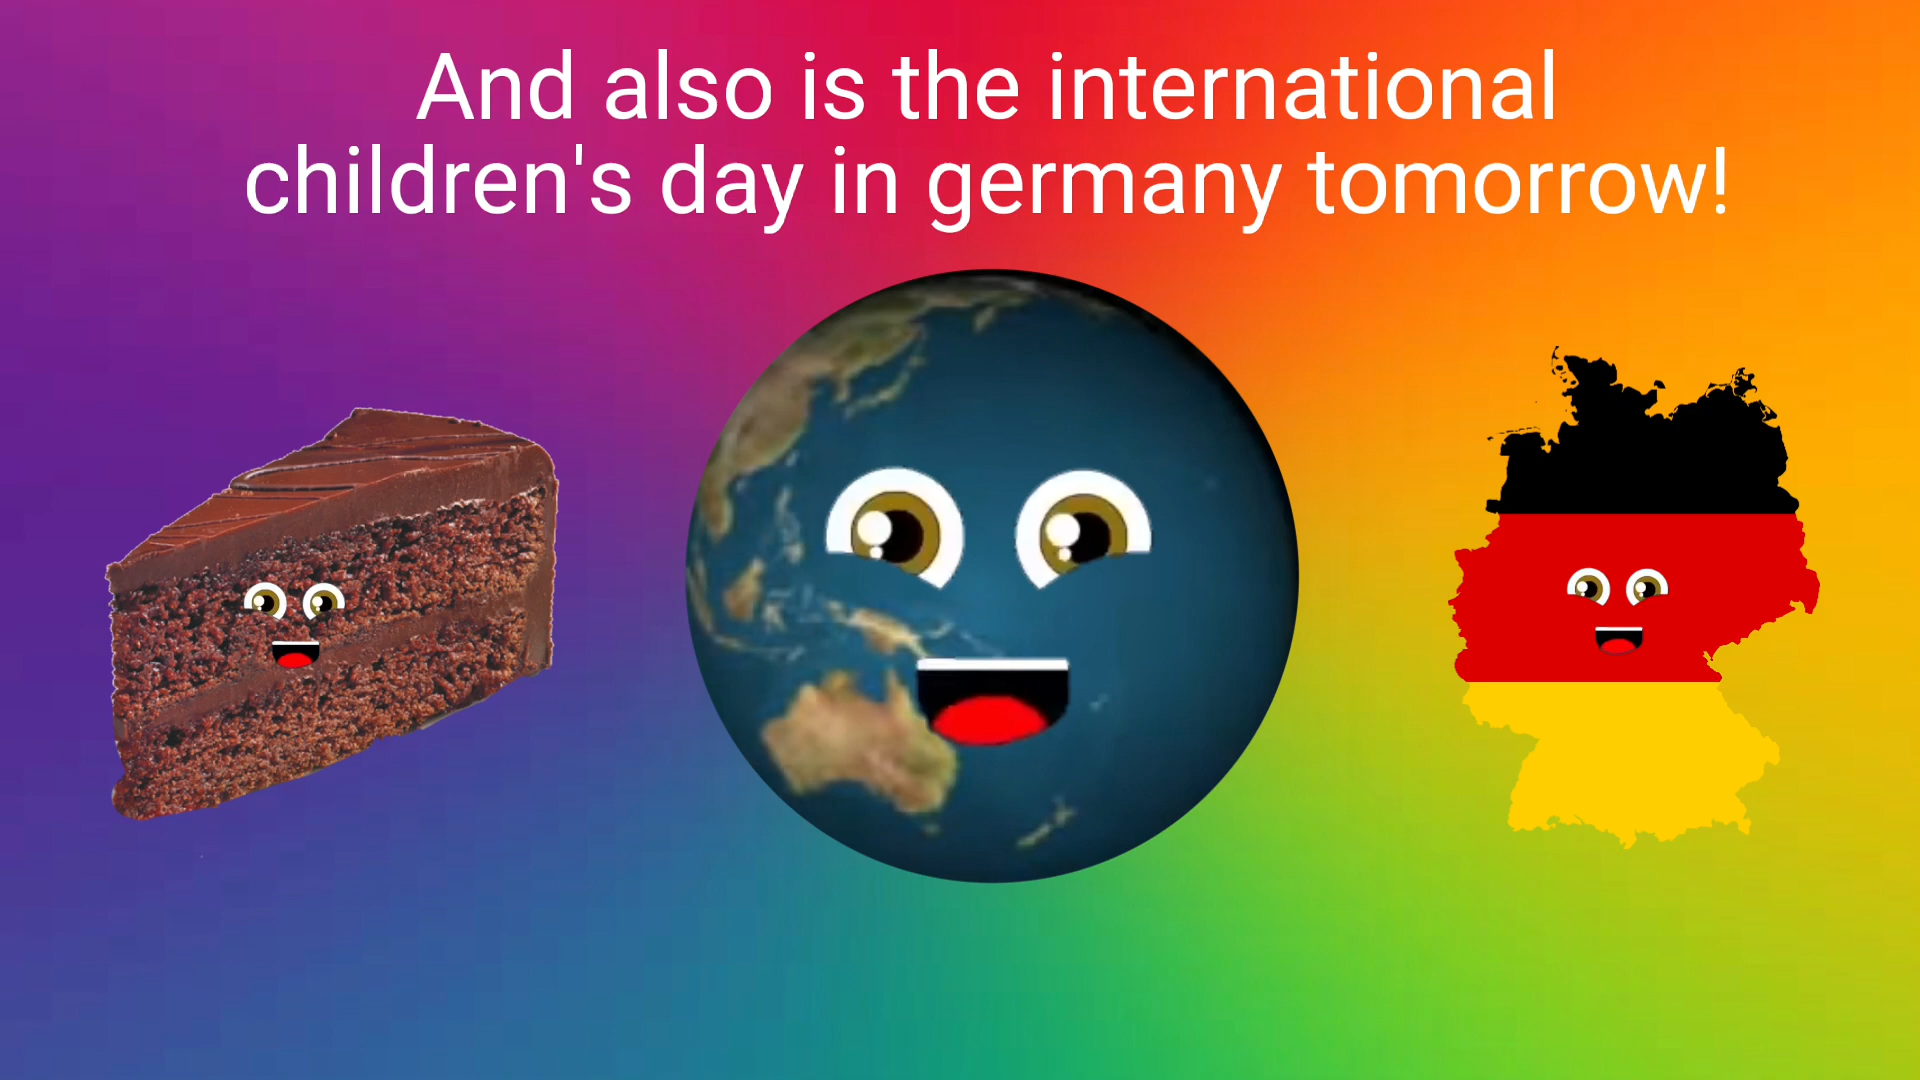 And also is the international
children's day in germany tomorrow!